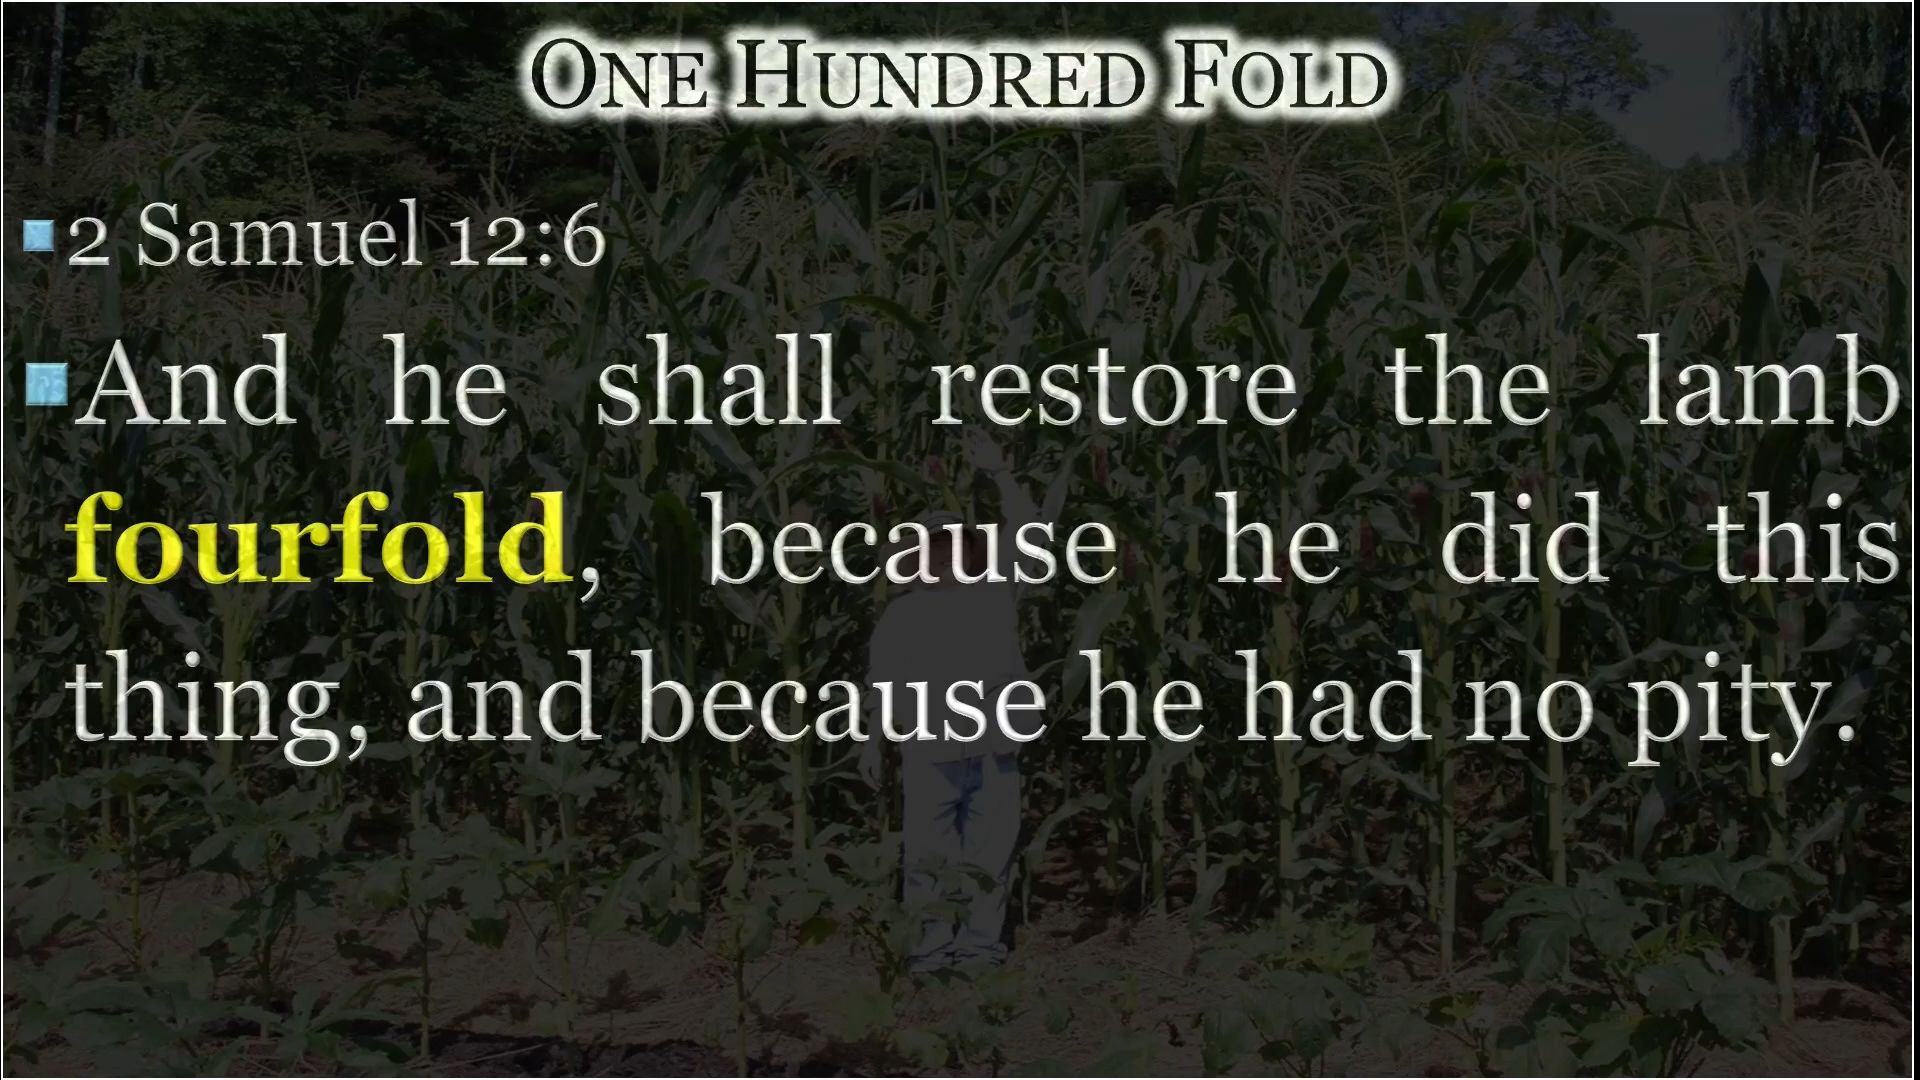 One Hundred Fold
2 Samuel 12:6
And he shall restore the lamb
fourfold, because he did this
thing, and because he had no pity.